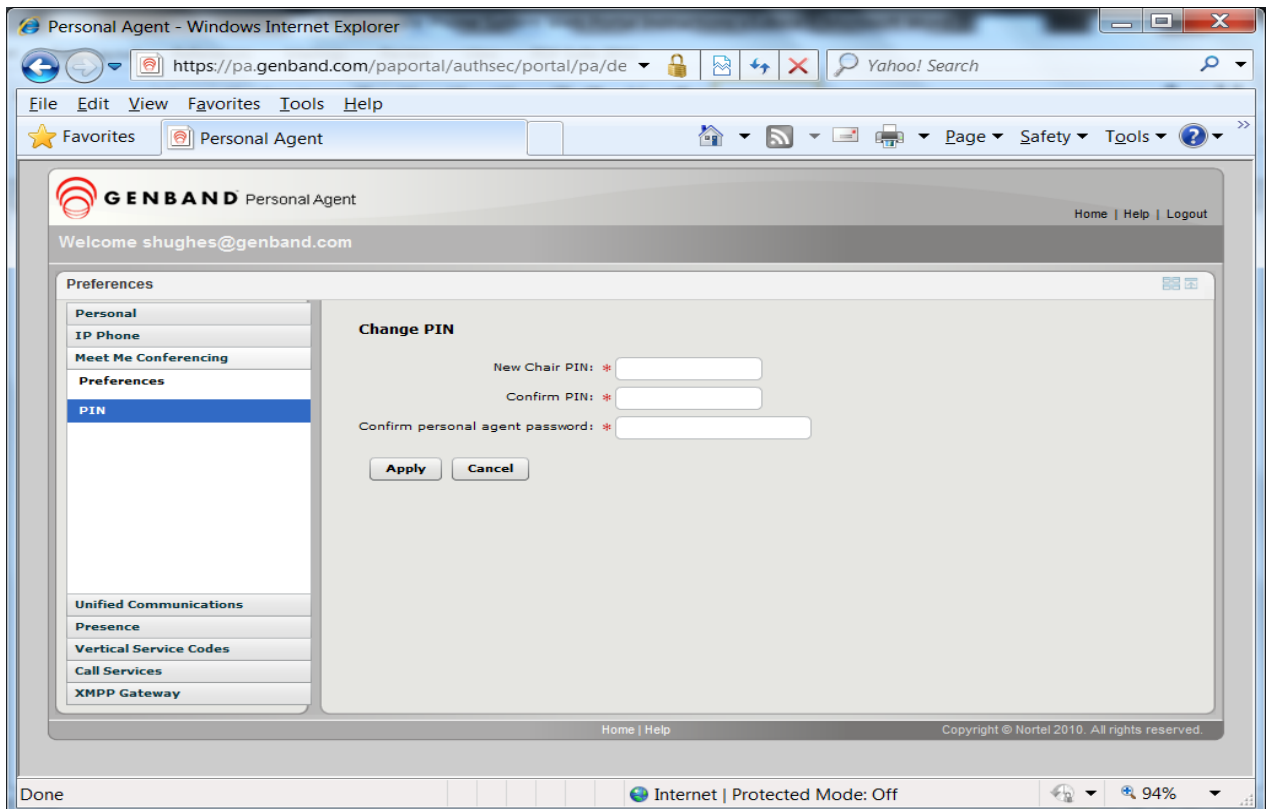 Personal Agent - Windows Internet Explorer
https://pa.genband.com/paportal/authsec/portal/pa/de
Yahoo! Search
File Edit View Favorites Tools Help
Favorites
Personal Agent
Page Safety Tools
GENBAND Personal Agent
Home | Help | Logout
Welcome shughes@genband.com
Preferences
Personal
IP Phone
Meet Me Conferencing
Preferences
PIN
Change PIN
New Chair PIN: *
Confirm PIN: *
Confirm personal agent password: *
Apply Cancel
Unified Communications
Presence
Vertical Service Codes
Call Services
XMPP Gateway
Home | Help
Copyright © Nortel 2010. All rights reserved.
Done
Internet | Protected Mode: Off
94%